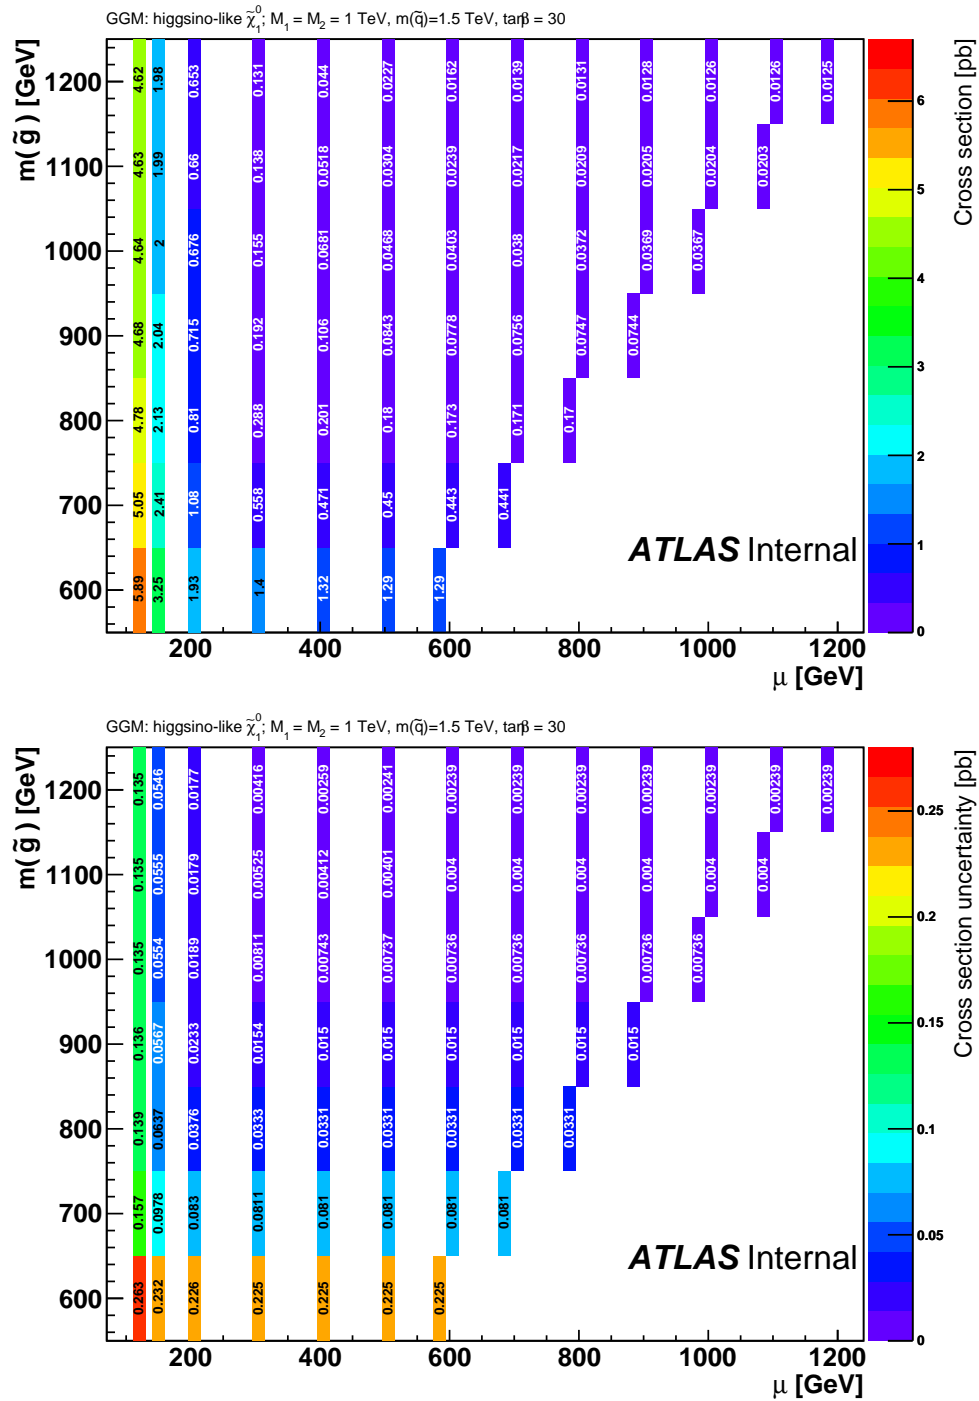 GGM: higgsino-like χ̃₁⁰; M₁ = M₂ = 1 TeV, m(q̃)=1.5 TeV, tanβ = 30
m(g̃) [GeV]
Cross section [pb]
1200 4.62 1.98 0.653 0.131 0.044 0.0227 0.0162 0.0139 0.0131 0.0128 0.0126 0.0126 0.0125
1100 4.63 1.99 0.66 0.138 0.0518 0.0304 0.0239 0.0217 0.0209 0.0205 0.0204 0.0203
1000 4.64 2 0.676 0.155 0.0681 0.0468 0.0403 0.038 0.0372 0.0369 0.0367
900 4.68 2.04 0.715 0.192 0.106 0.0843 0.0778 0.0756 0.0747 0.0744
800 4.78 2.13 0.81 0.288 0.201 0.18 0.173 0.171 0.17
700 5.05 2.41 1.08 0.558 0.471 0.45 0.443 0.441
ATLAS Internal
600 5.89 3.25 1.93 1.4 1.32 1.29 1.29
6
5
4
3
2
1
0
200 400 600 800 1000 1200
μ [GeV]
GGM: higgsino-like χ̃₁⁰; M₁ = M₂ = 1 TeV, m(q̃)=1.5 TeV, tanβ = 30
m(g̃) [GeV]
Cross section uncertainty [pb]
1200 0.135 0.0546 0.0177 0.00416 0.00259 0.00241 0.00239 0.00239 0.00239 0.00239 0.00239 0.00239 0.00239
1100 0.135 0.0555 0.0179 0.00525 0.00412 0.00401 0.004 0.004 0.004 0.004 0.004 0.004
1000 0.135 0.0554 0.0189 0.00811 0.00743 0.00737 0.00736 0.00736 0.00736 0.00736 0.00736
900 0.136 0.0567 0.0233 0.0154 0.015 0.015 0.015 0.015 0.015 0.015
800 0.139 0.0637 0.0376 0.0333 0.0331 0.0331 0.0331 0.0331 0.0331
700 0.157 0.0978 0.083 0.0811 0.081 0.081 0.081 0.081
ATLAS Internal
600 0.263 0.232 0.226 0.225 0.225 0.225 0.225
0.25
0.2
0.15
0.1
0.05
0
200 400 600 800 1000 1200
μ [GeV]